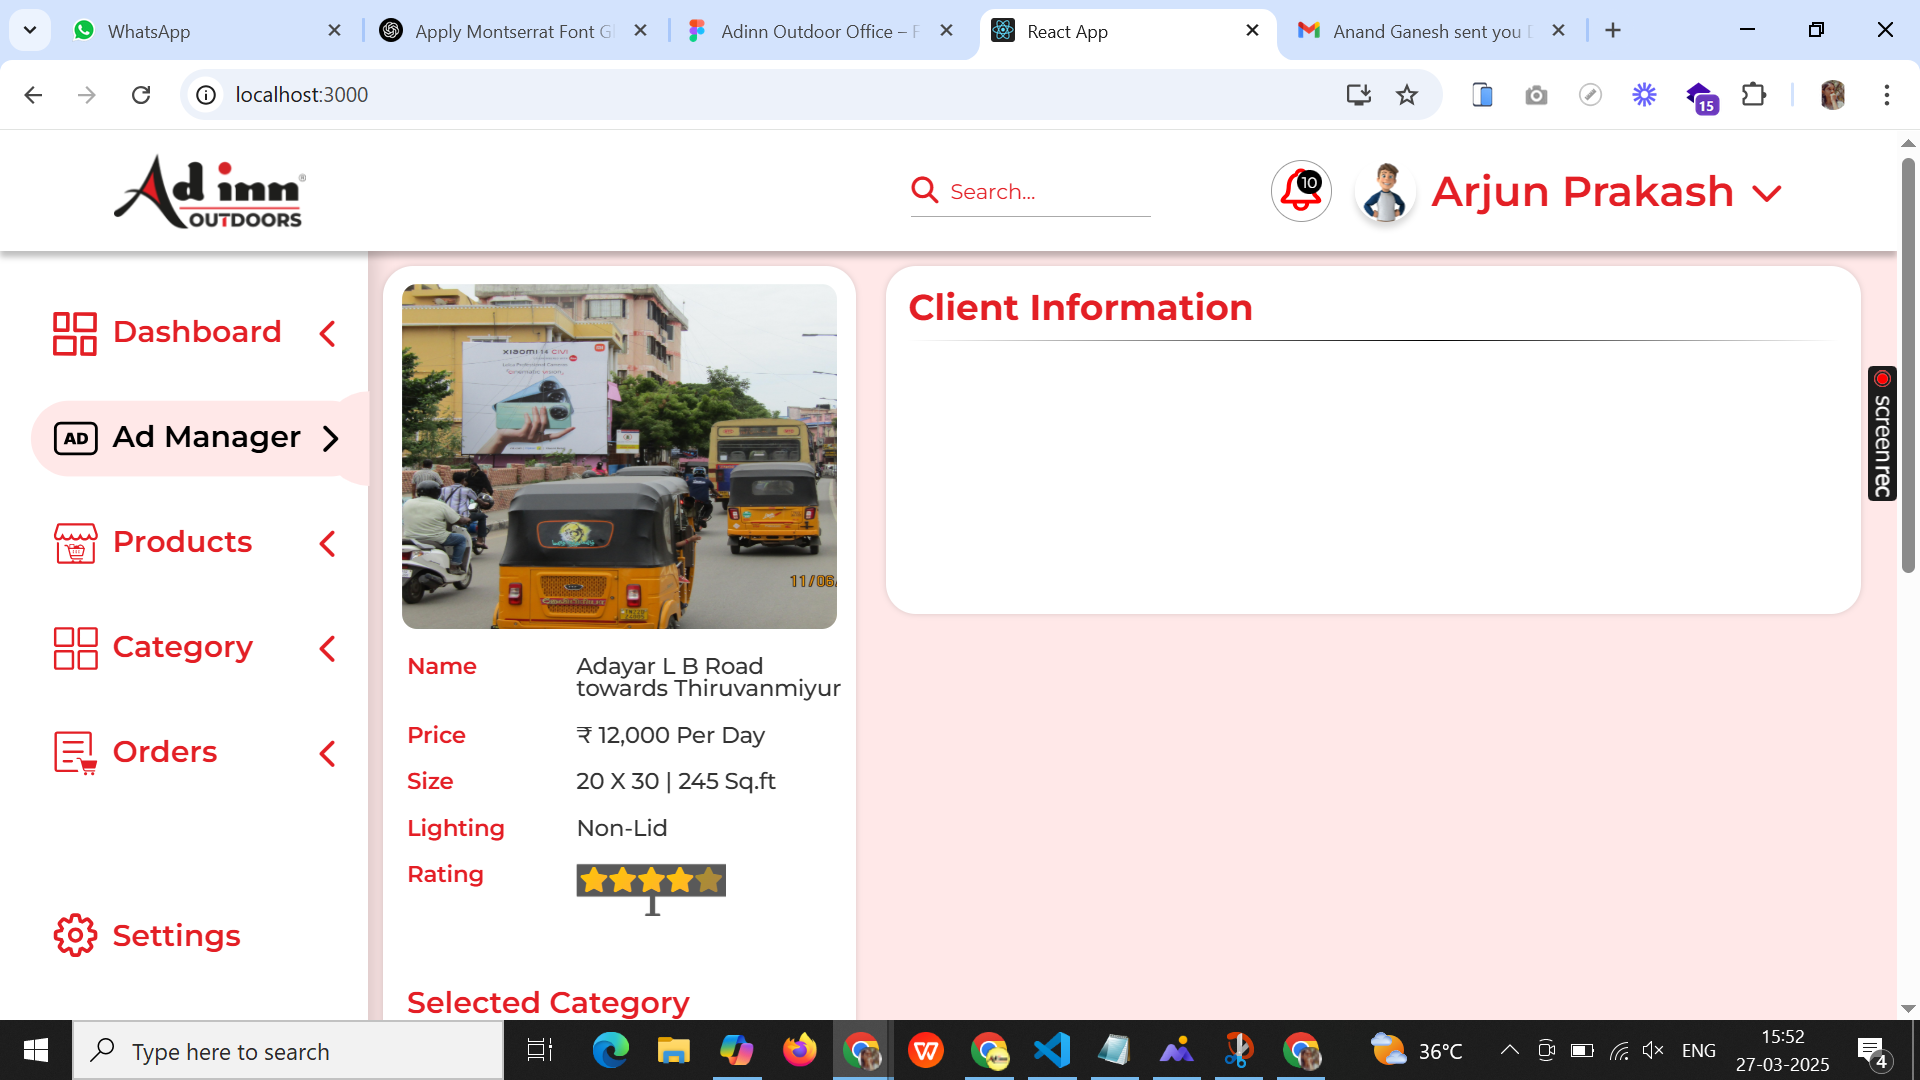 WhatsApp
Apply Montserrat Font Gl
Adinn Outdoor Office – F
React App
Anand Ganesh sent you
localhost:3000
15
Ad inn®
OUTDOORS
Search...
10
Arjun Prakash
Dashboard
AD
Ad Manager
Products
Category
Orders
Settings
xiaomi 14 CIVI
11/06
Name
Adayar L B Road
towards Thiruvanmiyur
Price
₹ 12,000 Per Day
Size
20 X 30 | 245 Sq.ft
Lighting
Non-Lid
Rating
Selected Category
Client Information
screenrec
Type here to search
36°C
ENG
15:52
27-03-2025
4